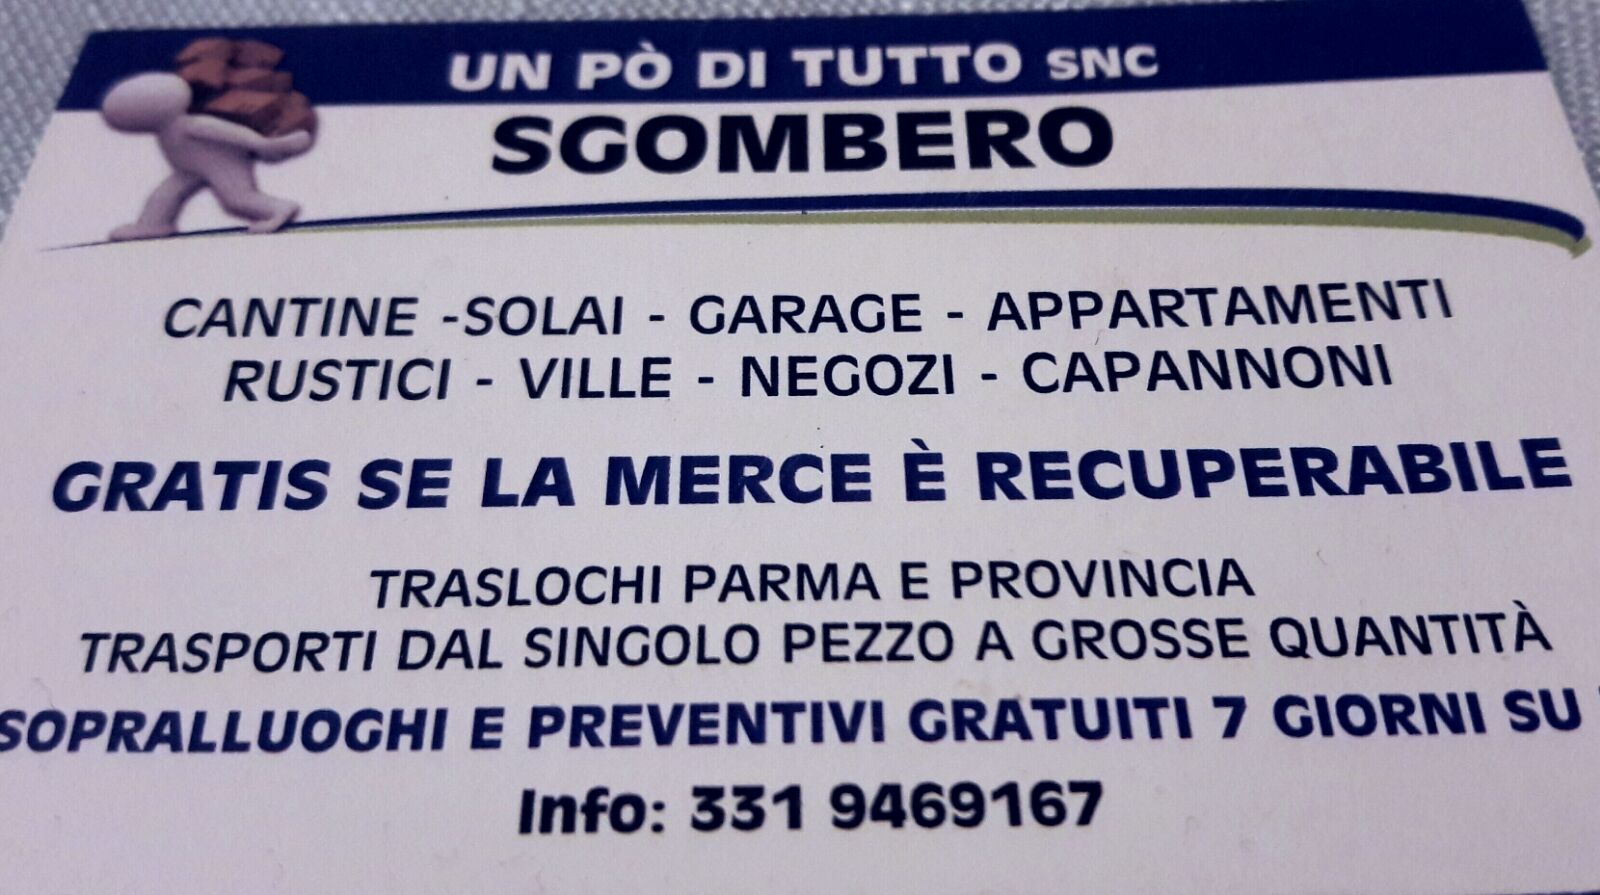 UN PÒ DI TUTTO SNC
SGOMBERO
CANTINE -SOLAI - GARAGE - APPARTAMENTI
RUSTICI - VILLE - NEGOZI - CAPANNONI
GRATIS SE LA MERCE È RECUPERABILE
TRASLOCHI PARMA E PROVINCIA
TRASPORTI DAL SINGOLO PEZZO A GROSSE QUANTITÀ
SOPRALLUOGHI E PREVENTIVI GRATUITI 7 GIORNI SU
Info: 331 9469167